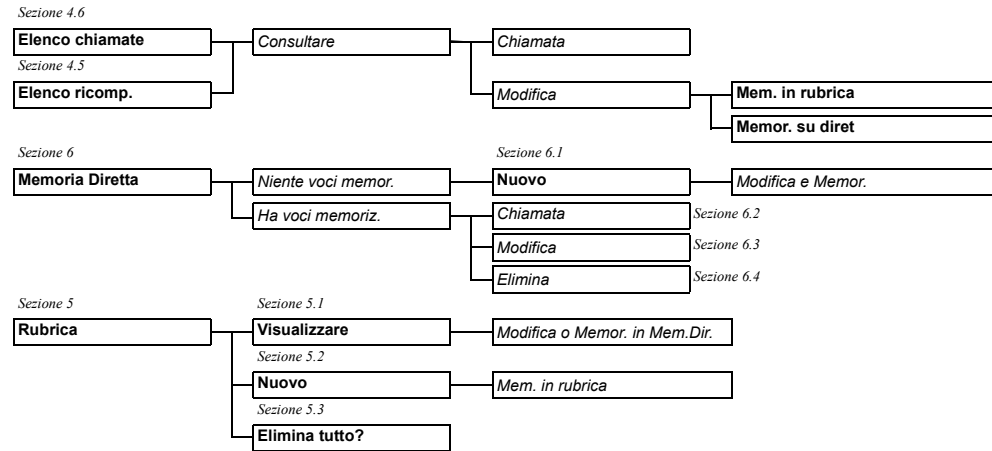 Sezione 4.6
Elenco chiamate
Consultare
Chiamata
Sezione 4.5
Elenco ricomp.
Modifica
Mem. in rubrica
Memor. su diret
Sezione 6
Sezione 6.1
Memoria Diretta
Niente voci memor.
Nuovo
Modifica e Memor.
Ha voci memoriz.
Chiamata
Sezione 6.2
Modifica
Sezione 6.3
Elimina
Sezione 6.4
Sezione 5
Sezione 5.1
Rubrica
Visualizzare
Modifica o Memor. in Mem.Dir.
Sezione 5.2
Nuovo
Mem. in rubrica
Sezione 5.3
Elimina tutto?